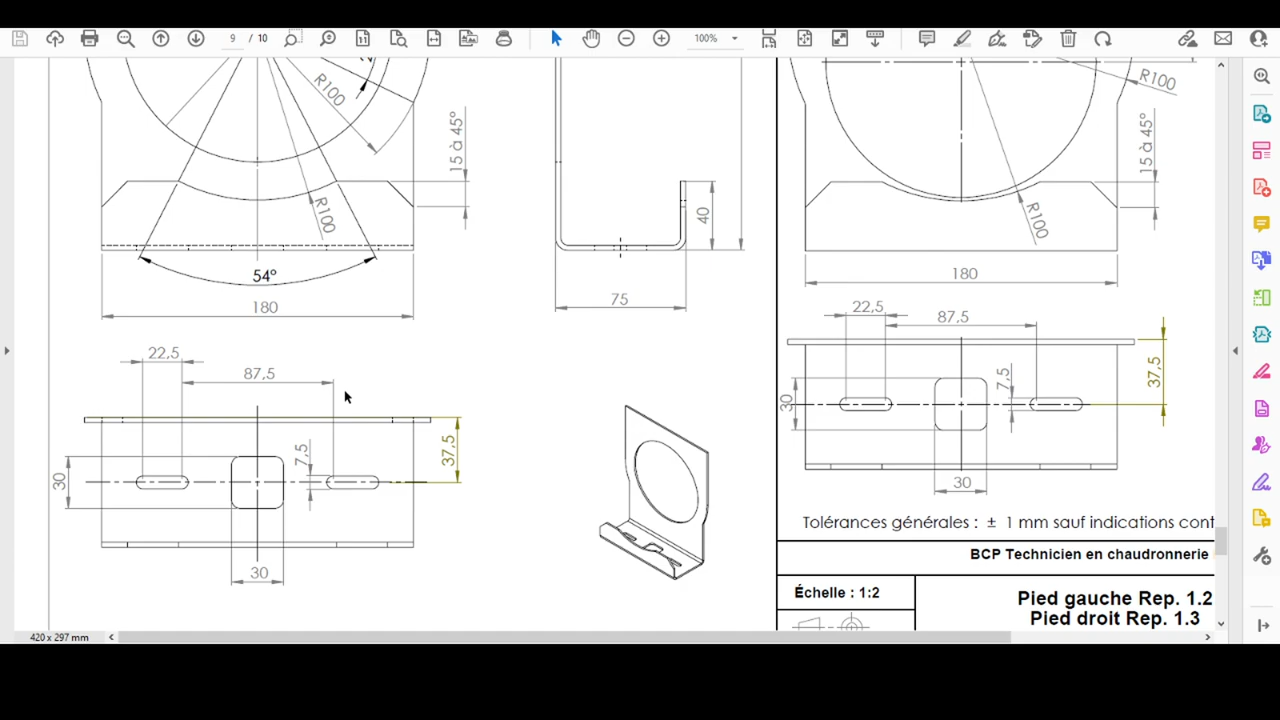 9 / 10
100%
R100
15 à 45°
R100
54°
180
40
75
22,5
87,5
7,5
37,5
30
30
R100
15 à 45°
R100
180
22,5
87,5
7,5
37,5
30
30
Tolérances générales : ± 1 mm sauf indications cont
BCP Technicien en chaudronnerie
Échelle : 1:2
Pied gauche Rep. 1.2
Pied droit Rep. 1.3
420 x 297 mm